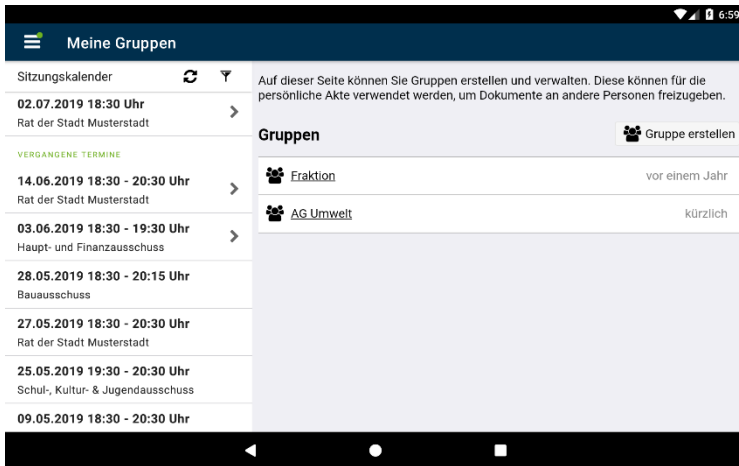 6:59
Meine Gruppen
Sitzungskalender
02.07.2019 18:30 Uhr
Rat der Stadt Musterstadt
VERGANGENE TERMINE
14.06.2019 18:30 - 20:30 Uhr
Rat der Stadt Musterstadt
03.06.2019 18:30 - 19:30 Uhr
Haupt- und Finanzausschuss
28.05.2019 18:30 - 20:15 Uhr
Bauausschuss
27.05.2019 18:30 - 20:30 Uhr
Rat der Stadt Musterstadt
25.05.2019 19:30 - 20:30 Uhr
Schul-, Kultur- & Jugendausschuss
09.05.2019 18:30 - 20:30 Uhr
Auf dieser Seite können Sie Gruppen erstellen und verwalten. Diese können für die
persönliche Akte verwendet werden, um Dokumente an andere Personen freizugeben.
Gruppen
Gruppe erstellen
Fraktion
vor einem Jahr
AG Umwelt
kürzlich